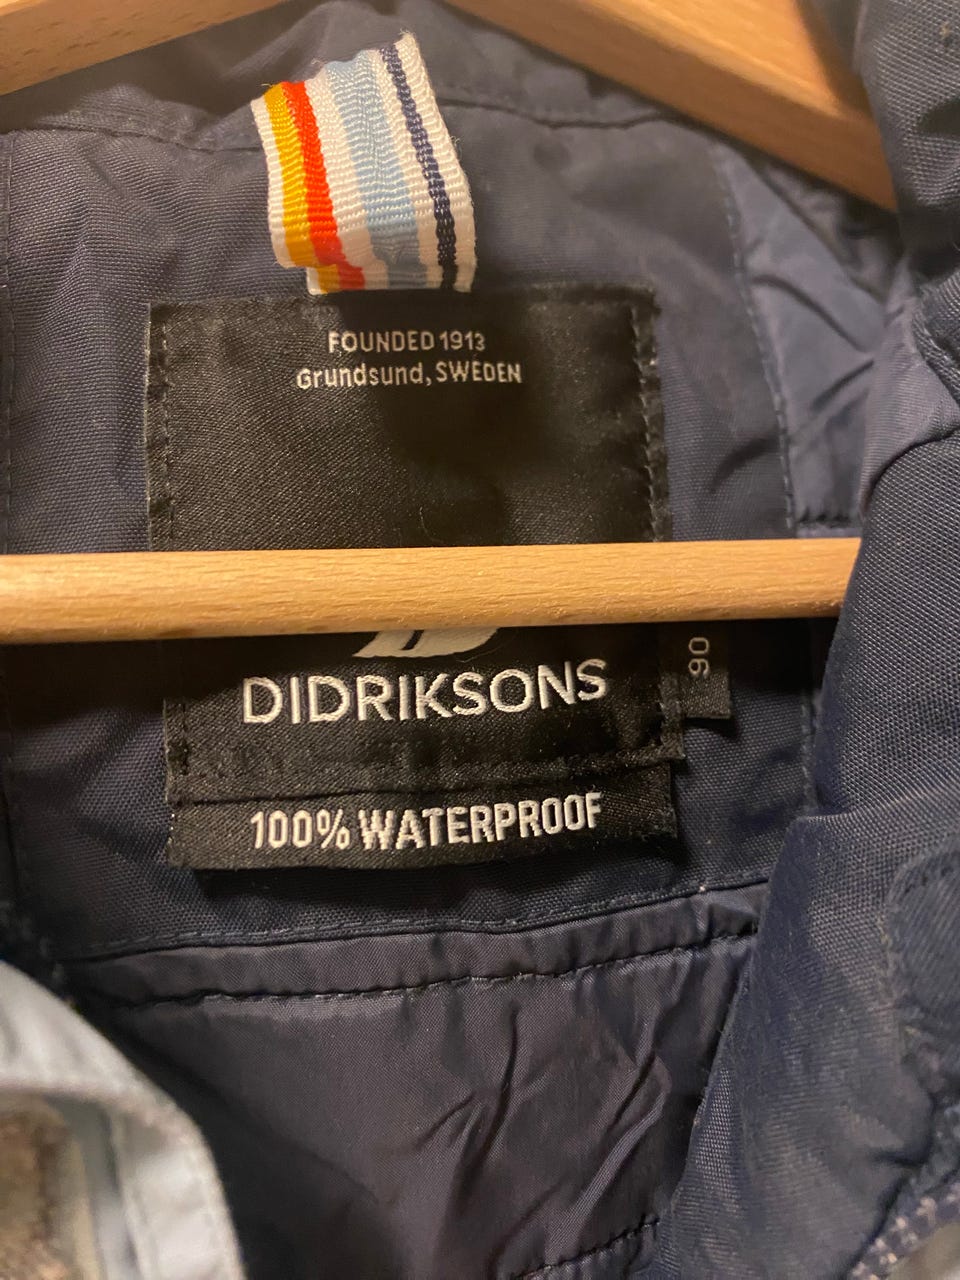 FOUNDED 1913
Grundsund, SWEDEN
DIDRIKSONS
90
100% WATERPROOF